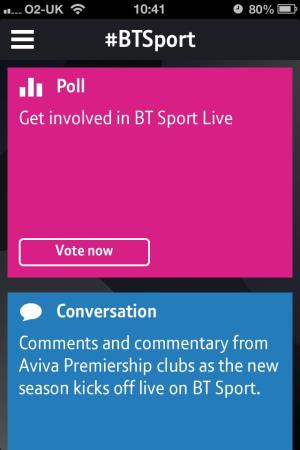 O2-UK 10:41 80%
#BTSport
Poll
Get involved in BT Sport Live
Vote now
Conversation
Comments and commentary from
Aviva Premiership clubs as the new
season kicks off live on BT Sport.